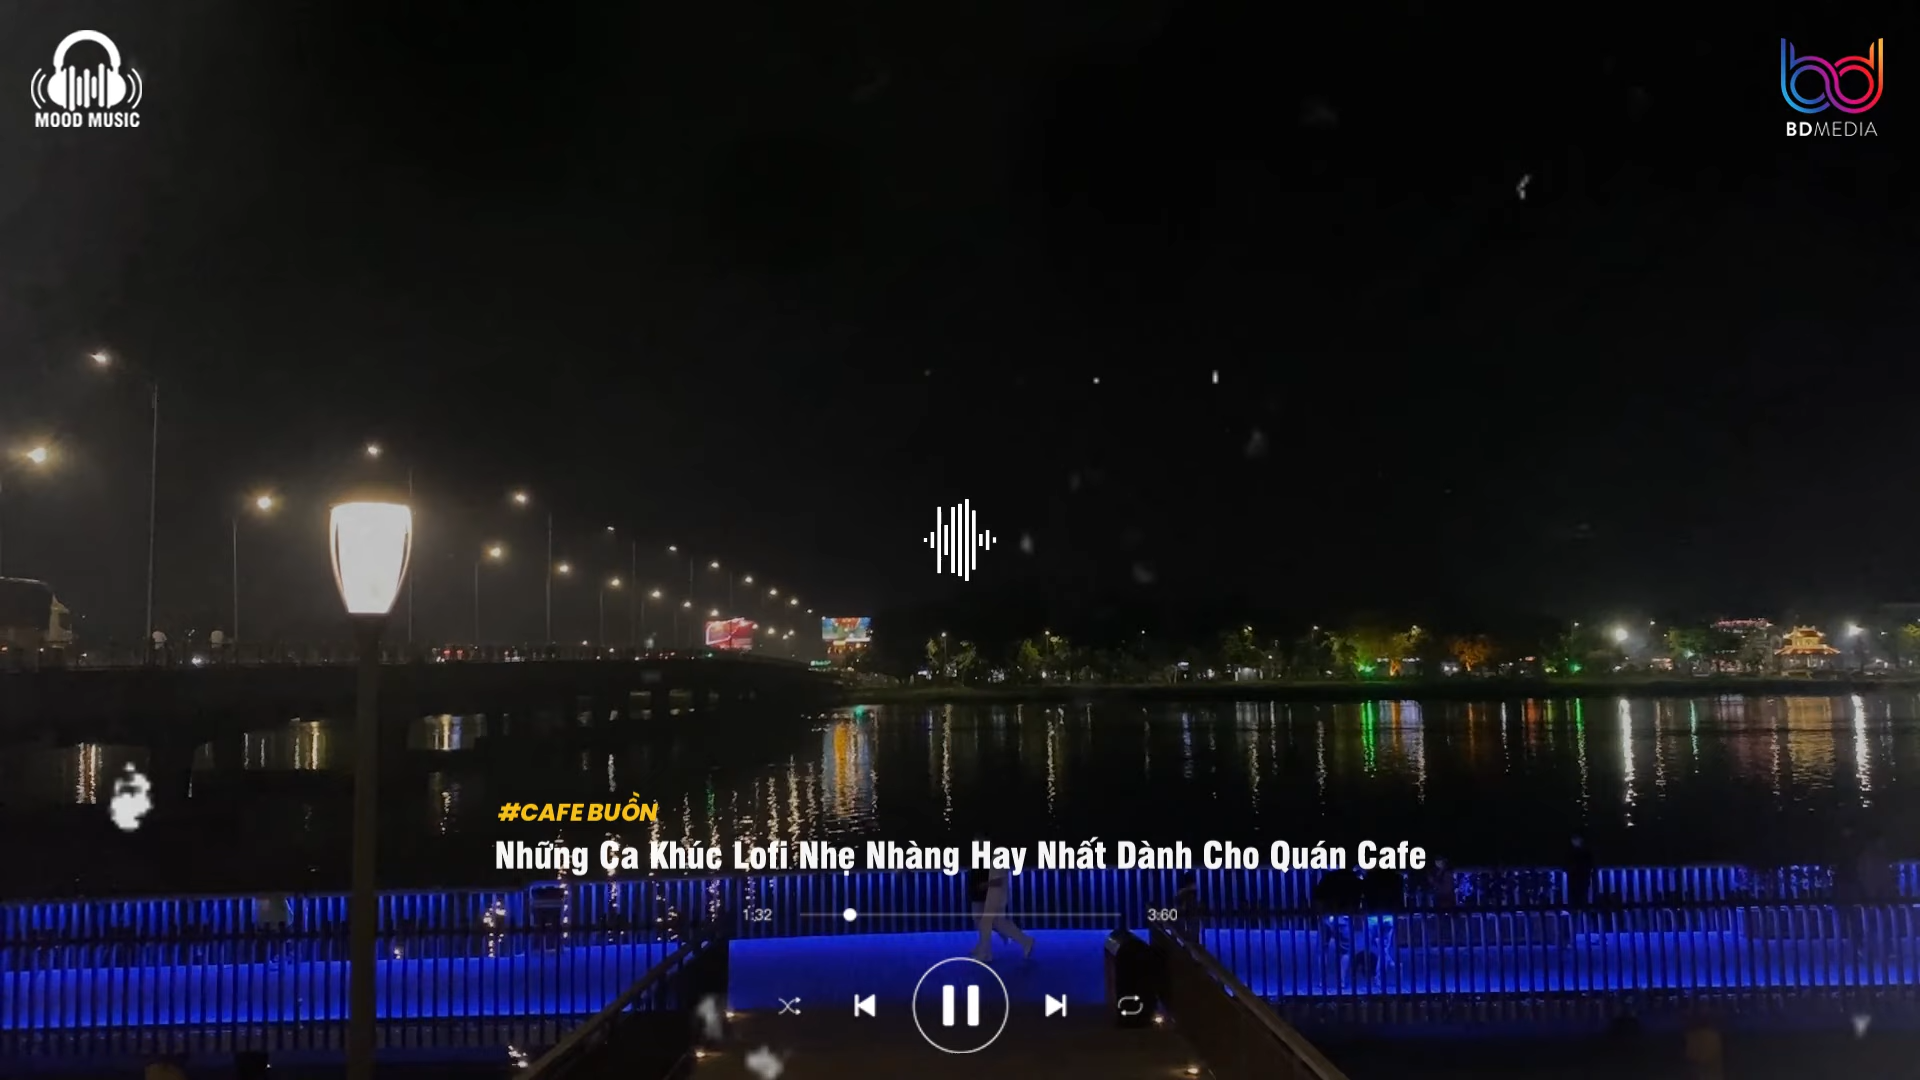 MOOD MUSIC
BDMEDIA
#CAFE BUỒN
Những Ca Khúc Lofi Nhẹ Nhàng Hay Nhất Dành Cho Quán Cafe
1:32
3:60